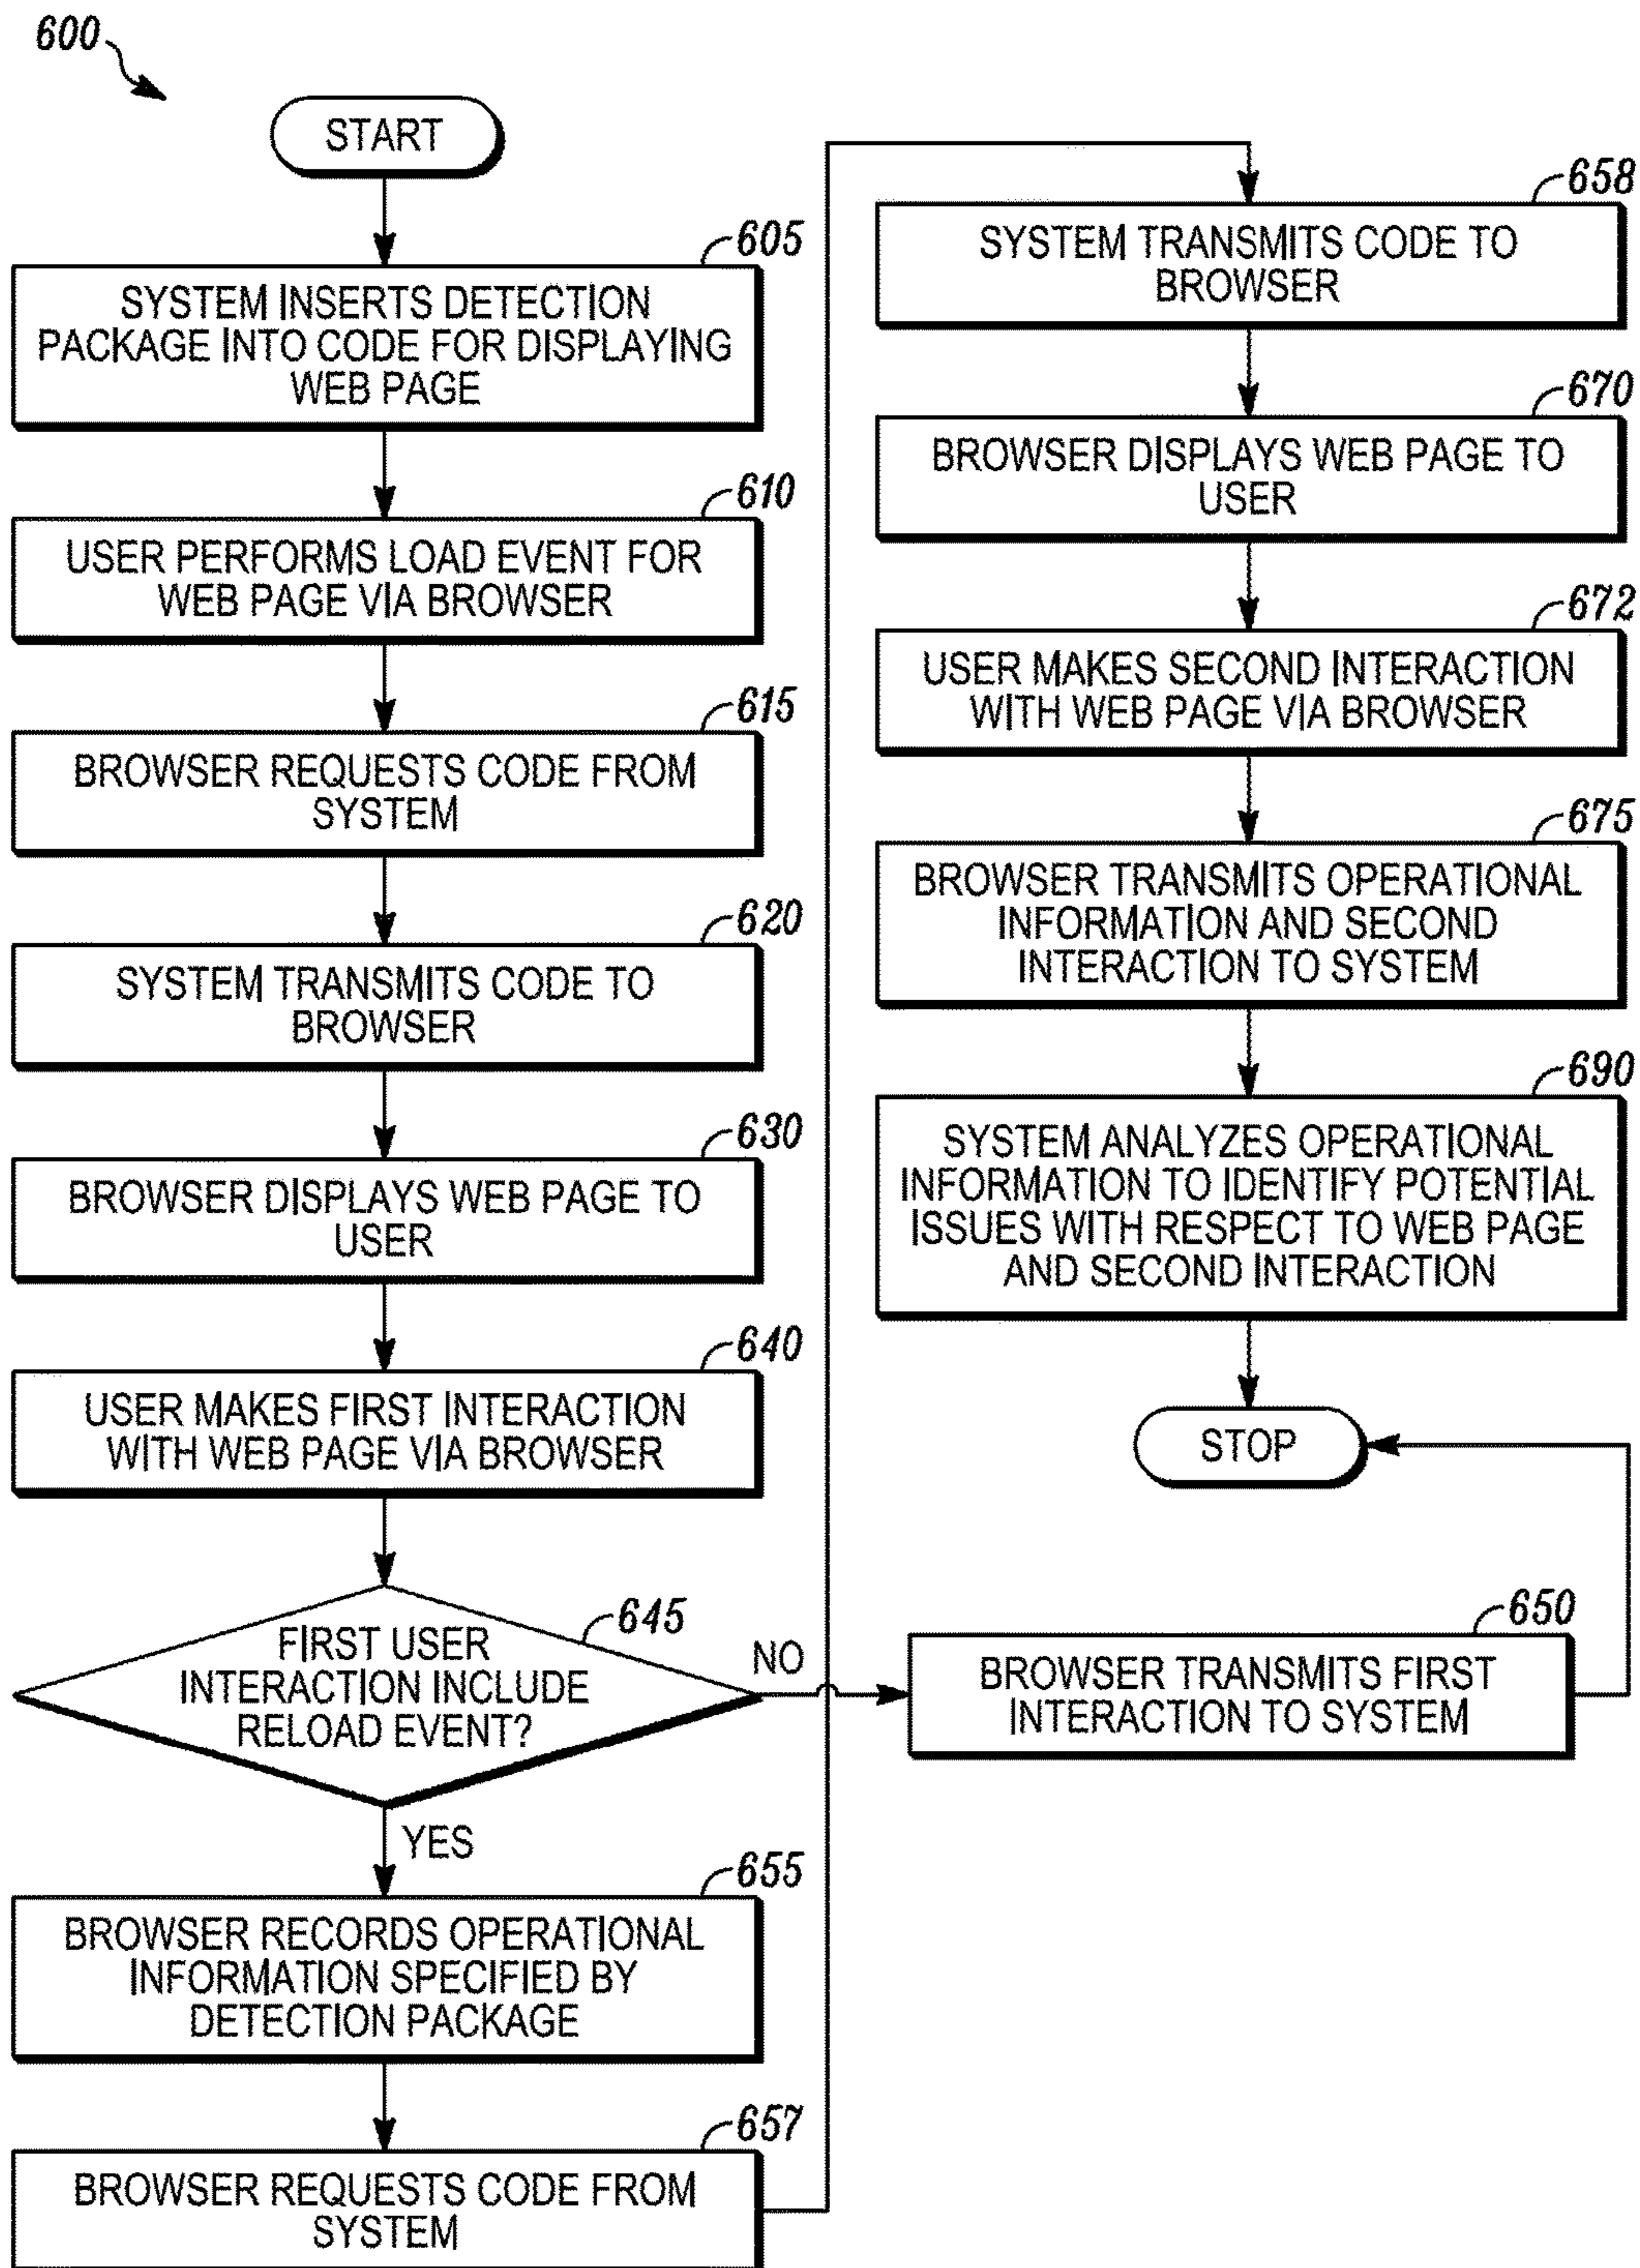 600
START
605
SYSTEM INSERTS DETECTION
PACKAGE INTO CODE FOR DISPLAYING
WEB PAGE
610
USER PERFORMS LOAD EVENT FOR
WEB PAGE VIA BROWSER
615
BROWSER REQUESTS CODE FROM
SYSTEM
620
SYSTEM TRANSMITS CODE TO
BROWSER
630
BROWSER DISPLAYS WEB PAGE TO
USER
640
USER MAKES FIRST INTERACTION
WITH WEB PAGE VIA BROWSER
645
FIRST USER
INTERACTION INCLUDE
RELOAD EVENT?
NO
YES
650
BROWSER TRANSMITS FIRST
INTERACTION TO SYSTEM
655
BROWSER RECORDS OPERATIONAL
INFORMATION SPECIFIED BY
DETECTION PACKAGE
657
BROWSER REQUESTS CODE FROM
SYSTEM
658
SYSTEM TRANSMITS CODE TO
BROWSER
670
BROWSER DISPLAYS WEB PAGE TO
USER
672
USER MAKES SECOND INTERACTION
WITH WEB PAGE VIA BROWSER
675
BROWSER TRANSMITS OPERATIONAL
INFORMATION AND SECOND
INTERACTION TO SYSTEM
690
SYSTEM ANALYZES OPERATIONAL
INFORMATION TO IDENTIFY POTENTIAL
ISSUES WITH RESPECT TO WEB PAGE
AND SECOND INTERACTION
STOP